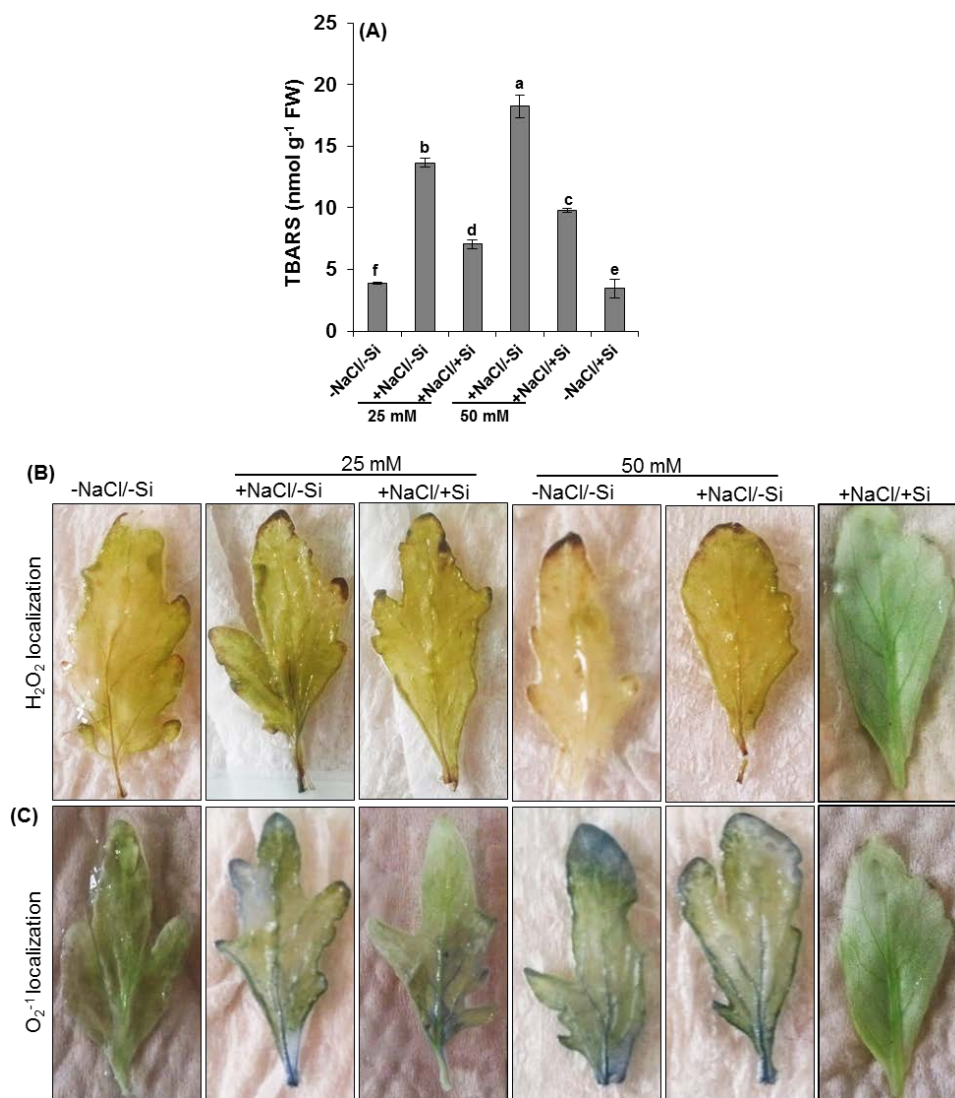 (A)
25
20
15
10
5
0
TBARS (nmol g⁻¹ FW)
f
b
d
a
c
e
-NaCl/-Si
+NaCl/-Si
+NaCl/+Si
+NaCl/-Si
+NaCl/+Si
-NaCl/+Si
25 mM
50 mM
(B)
25 mM
50 mM
-NaCl/-Si
+NaCl/-Si
+NaCl/+Si
-NaCl/-Si
+NaCl/-Si
+NaCl/+Si
H₂O₂ localization
(C)
O₂⁻¹ localization